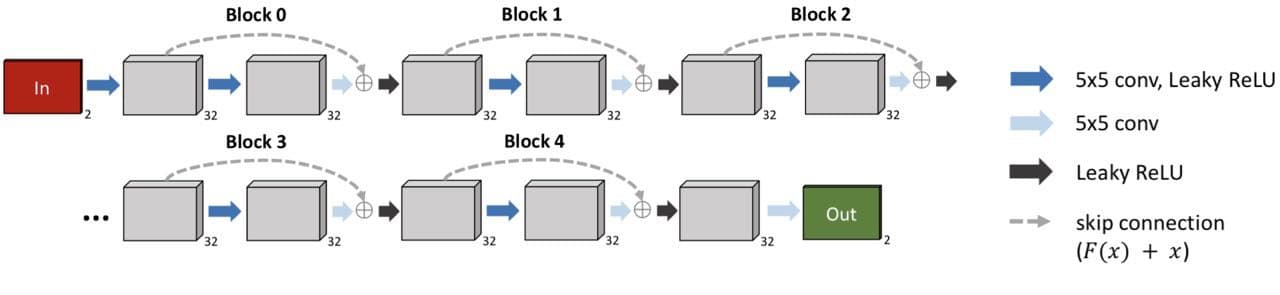 Block 0
Block 1
Block 2
In
2
32
32
32
32
32
32
Block 3
Block 4
...
32
32
32
32
32
Out
2
5x5 conv, Leaky ReLU
5x5 conv
Leaky ReLU
skip connection
(F(x) + x)